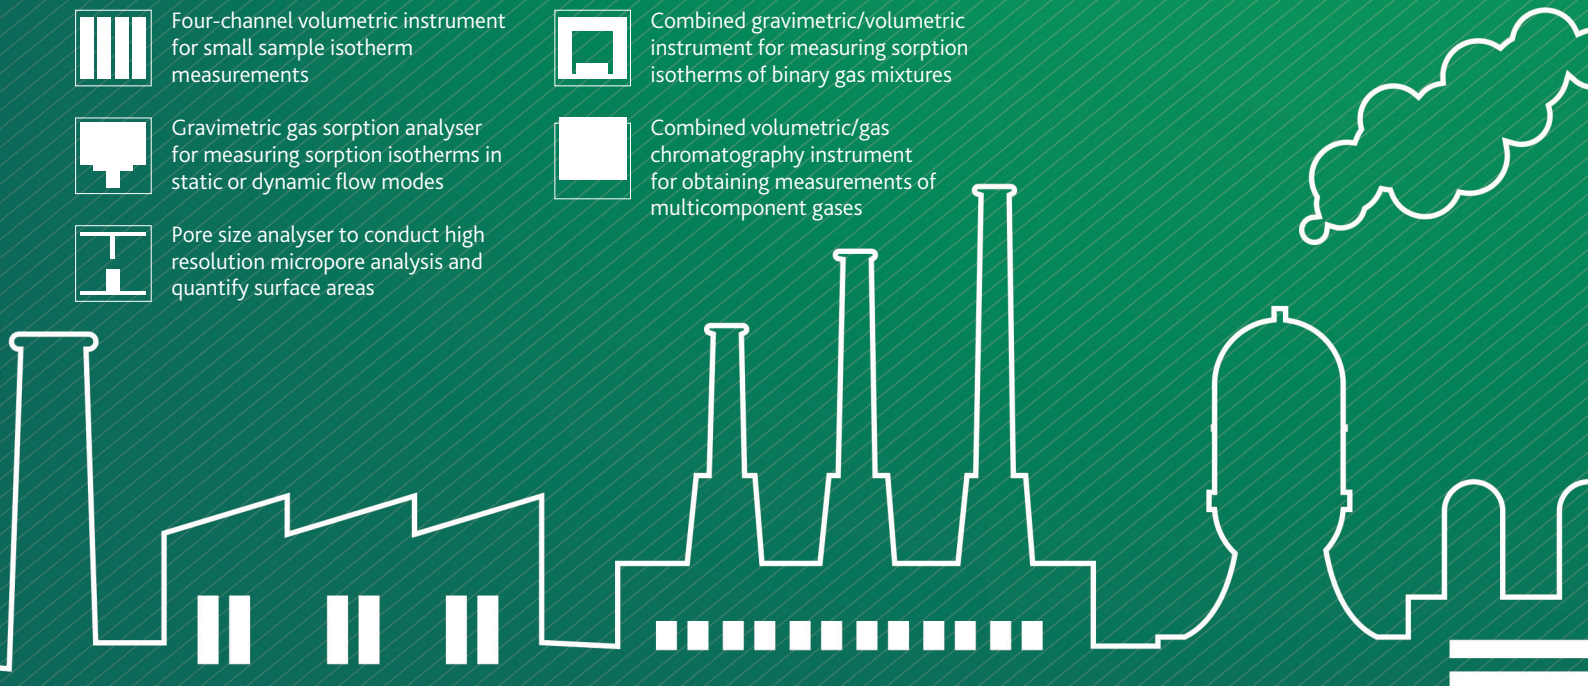 Four-channel volumetric instrument
for small sample isotherm
measurements
Gravimetric gas sorption analyser
for measuring sorption isotherms in
static or dynamic flow modes
Pore size analyser to conduct high
resolution micropore analysis and
quantify surface areas
Combined gravimetric/volumetric
instrument for measuring sorption
isotherms of binary gas mixtures
Combined volumetric/gas
chromatography instrument
for obtaining measurements of
multicomponent gases